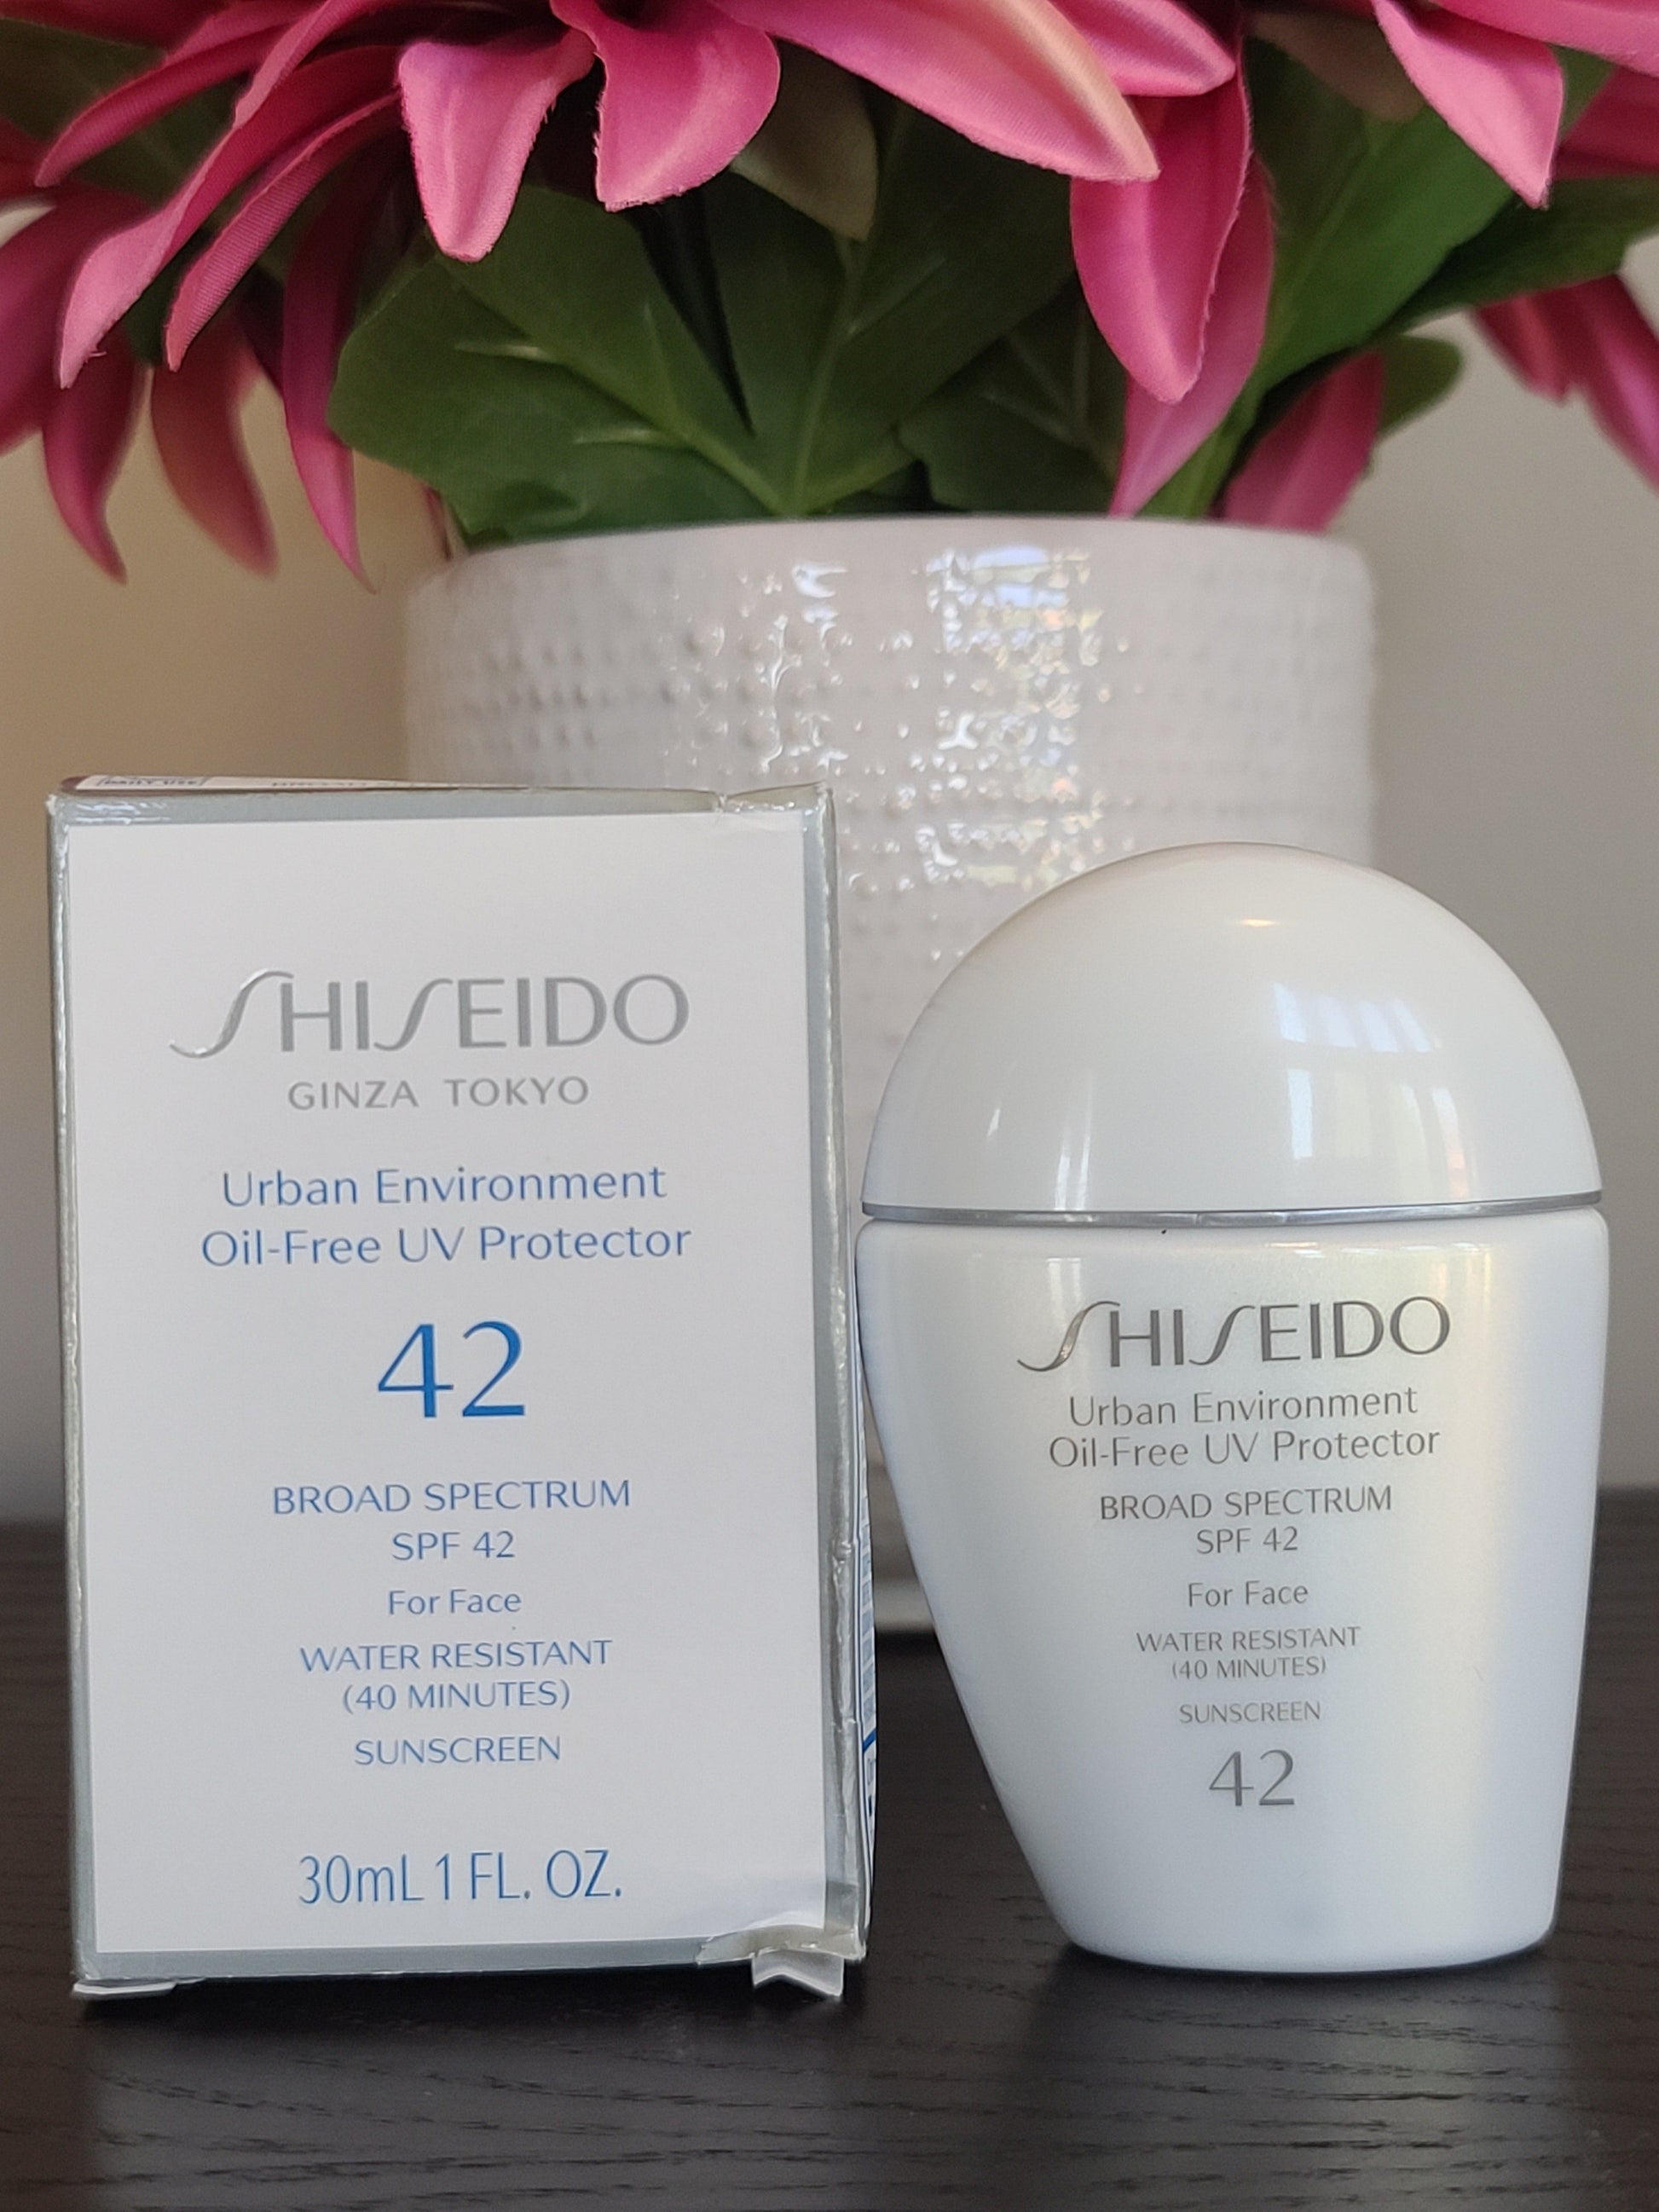 SHISEIDO
GINZA TOKYO
Urban Environment
Oil-Free UV Protector
42
BROAD SPECTRUM
SPF 42
For Face
WATER RESISTANT
(40 MINUTES)
SUNSCREEN
30mL 1 FL. OZ.
SHISEIDO
Urban Environment
Oil-Free UV Protector
BROAD SPECTRUM
SPF 42
For Face
WATER RESISTANT
(40 MINUTES)
SUNSCREEN
42